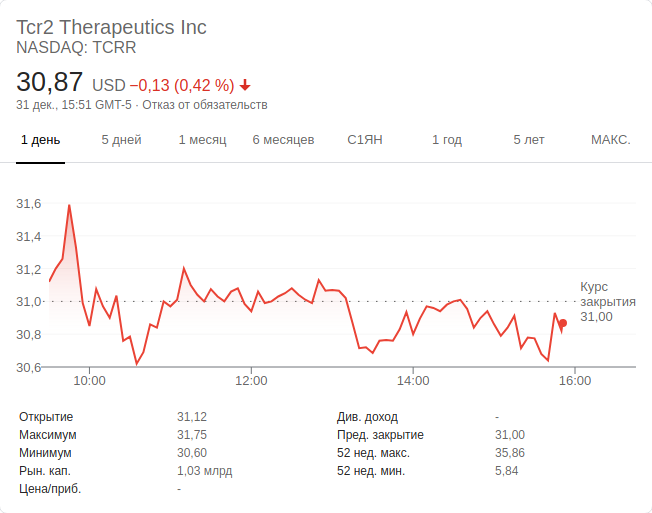 Tcr2 Therapeutics Inc
NASDAQ: TCRR
30,87 USD −0,13 (0,42 %)
31 дек., 15:51 GMT-5 · Отказ от обязательств
1 день 5 дней 1 месяц 6 месяцев С1ЯН 1 год 5 лет МАКС.
31,6
31,4
31,2
31,0
30,8
30,6
Курс
закрытия
31,00
10:00 12:00 14:00 16:00
Открытие 31,12 Див. доход -
Максимум 31,75 Пред. закрытие 31,00
Минимум 30,60 52 нед. макс. 35,86
Рын. кап. 1,03 млрд 52 нед. мин. 5,84
Цена/приб. -